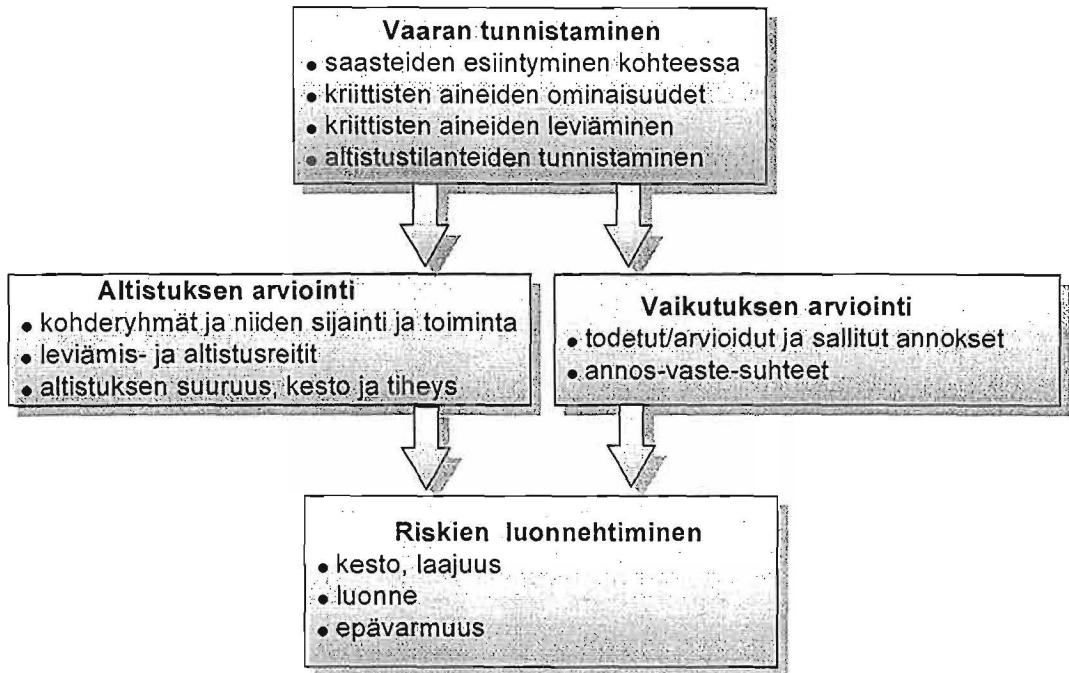 Vaaran tunnistaminen
• saasteiden esiintyminen kohteessa
• kriittisten aineiden ominaisuudet
• kriittisten aineiden leviäminen
• altistustilanteiden tunnistaminen
Altistuksen arviointi
• kohderyhmät ja niiden sijainti ja toiminta
• leviämis- ja altistusreitit
• altistuksen suuruus, kesto ja tiheys
Vaikutuksen arviointi
• todetut/arvioidut ja sallitut annokset
• annos-vaste-suhteet
Riskien luonnehtiminen
• kesto, laajuus
• luonne
• epävarmuus